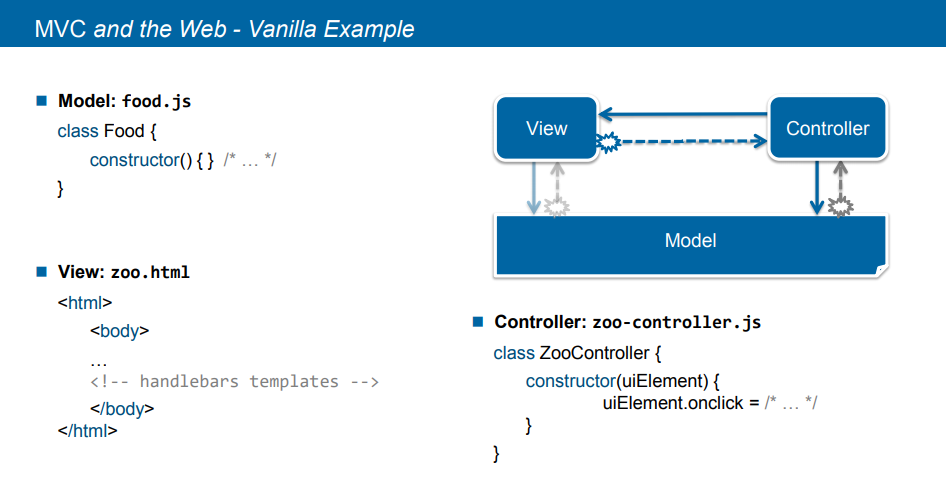 MVC and the Web - Vanilla Example
Model: food.js
class Food {
constructor() { } /* … */
}
View: zoo.html
<html>
<body>
…
<!-- handlebars templates -->
</body>
</html>
View
Controller
Model
Controller: zoo-controller.js
class ZooController {
constructor(uiElement) {
uiElement.onclick = /* … */
}
}